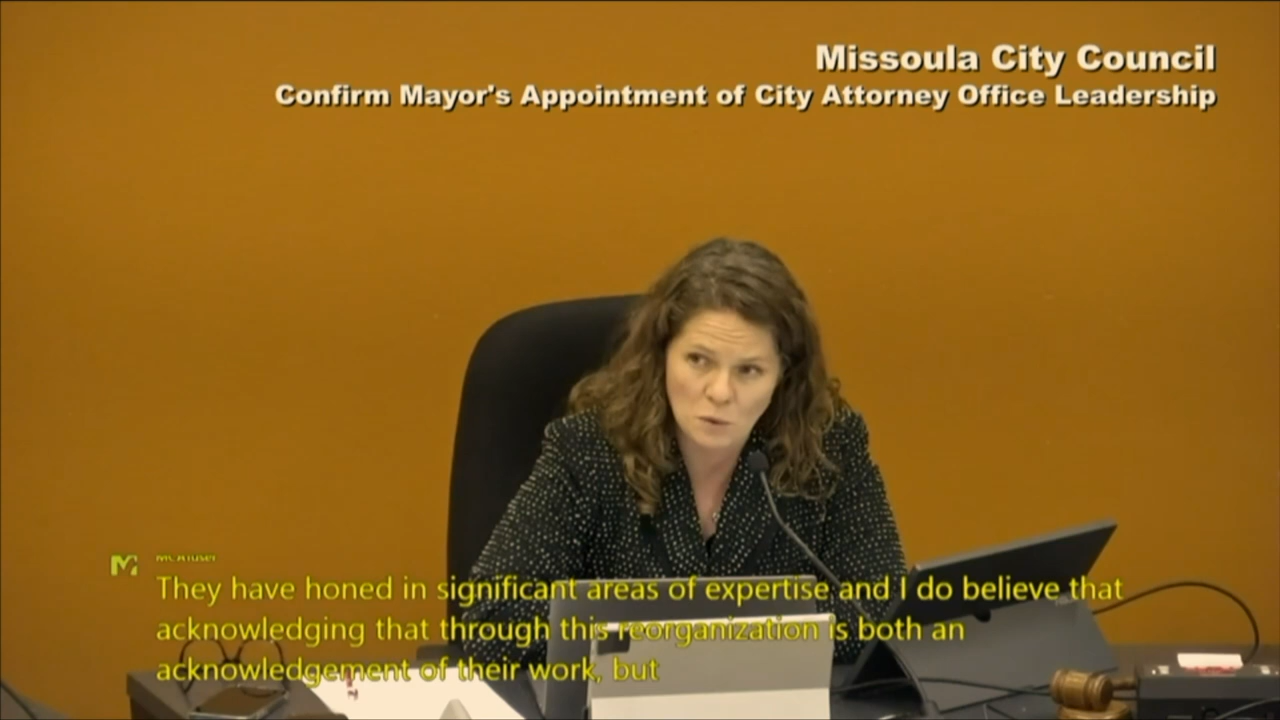 Missoula City Council
Confirm Mayor's Appointment of City Attorney Office Leadership
They have honed in significant areas of expertise and I do believe that
acknowledging that through this reorganization is both an
acknowledgement of their work, but